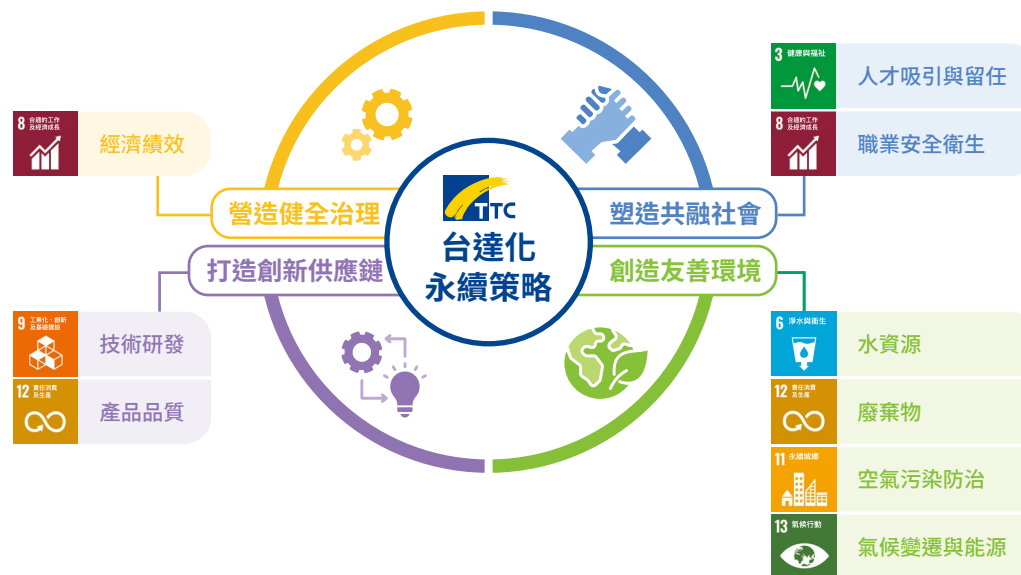 8 合適的工作
及經濟成長
經濟績效
營造健全治理
打造創新供應鏈
9 工業化、創新
及基礎建設
技術研發
12 責任消費
及生產
產品品質
TTC
台達化
永續策略
3 健康與福祉
人才吸引與留任
8 合適的工作
及經濟成長
職業安全衛生
塑造共融社會
創造友善環境
6 淨水與衛生
水資源
12 責任消費
及生產
廢棄物
11 永續城鄉
空氣污染防治
13 氣候行動
氣候變遷與能源